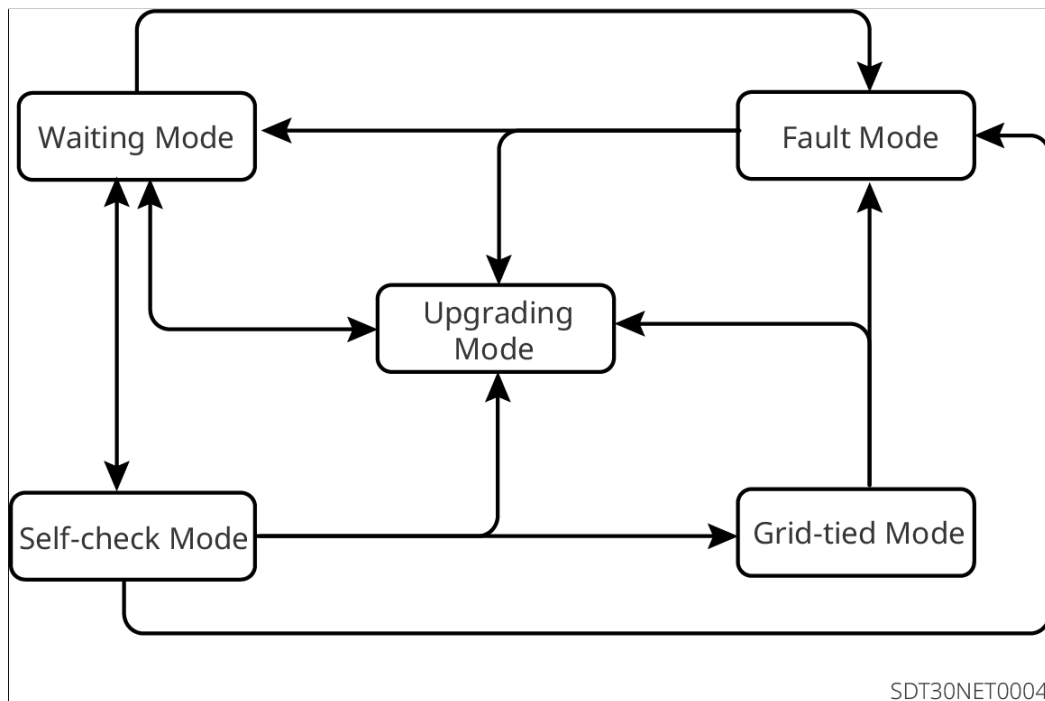 Waiting Mode
Fault Mode
Upgrading
Mode
Self-check Mode
Grid-tied Mode
SDT30NET0004